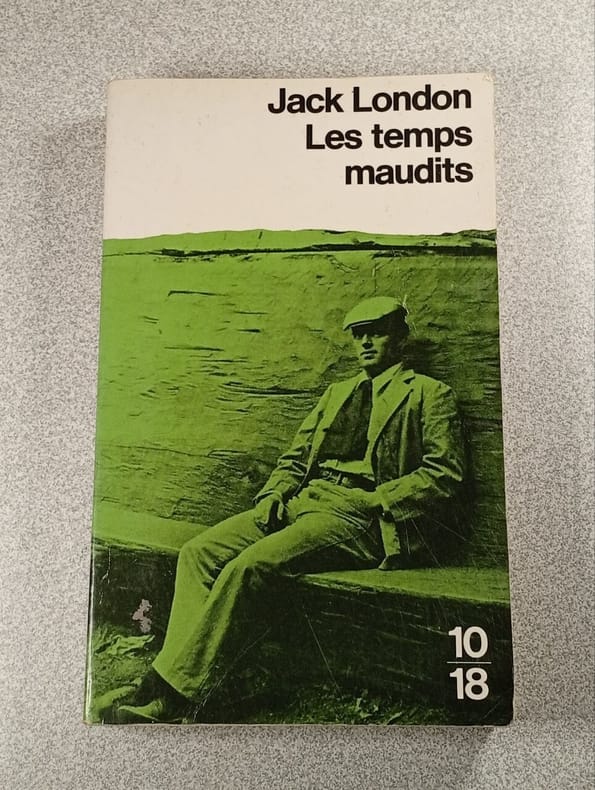 Jack London
Les temps
maudits
10
18